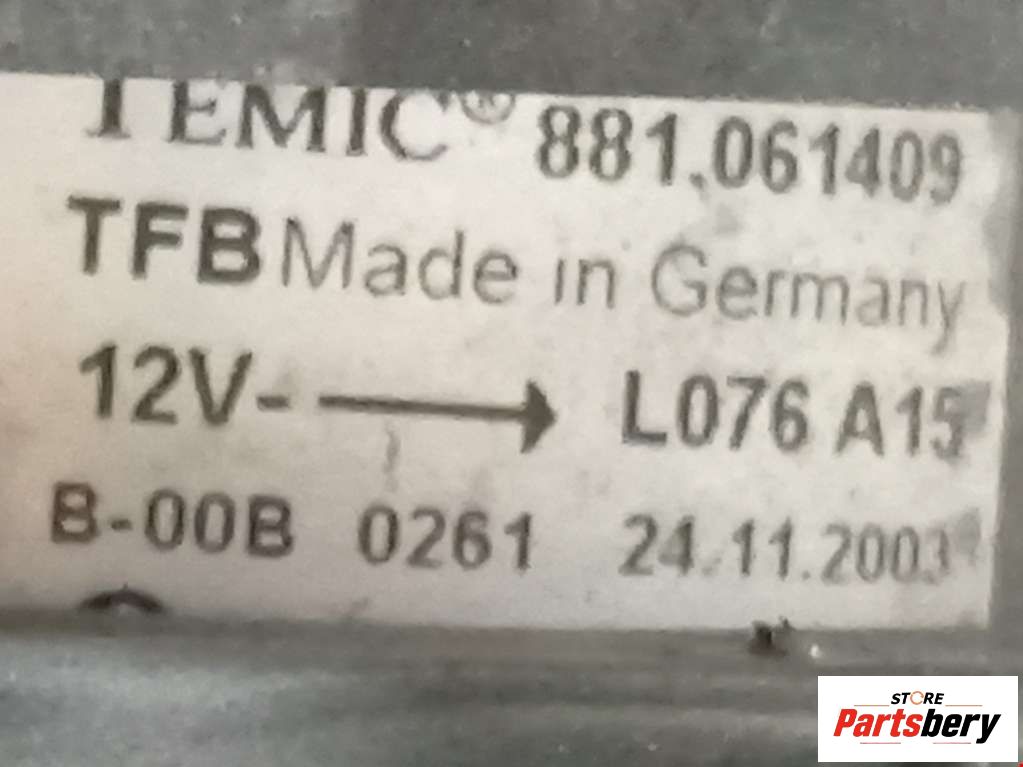 TEMIC® 881.061409
TFB Made in Germany
12V- → L076 A15
B-00B 0261 24.11.2003
STORE
Partsbery